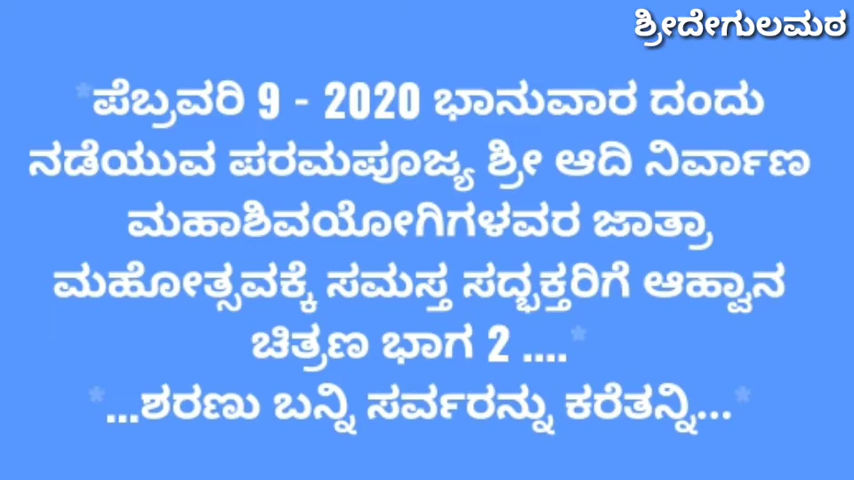 ಶ್ರೀದೇಗುಲಮಠ
*ಪೆಬ್ರವರಿ 9 - 2020 ಭಾನುವಾರ ದಂದು
ನಡೆಯುವ ಪರಮಪೂಜ್ಯ ಶ್ರೀ ಆದಿ ನಿರ್ವಾಣ
ಮಹಾಶಿವಯೋಗಿಗಳವರ ಜಾತ್ರಾ
ಮಹೋತ್ಸವಕ್ಕೆ ಸಮಸ್ತ ಸದ್ಭಕ್ತರಿಗೆ ಆಹ್ವಾನ
ಚಿತ್ರಣ ಭಾಗ 2 ....*
*...ಶರಣು ಬನ್ನಿ ಸರ್ವರನ್ನು ಕರೆತನ್ನಿ...*